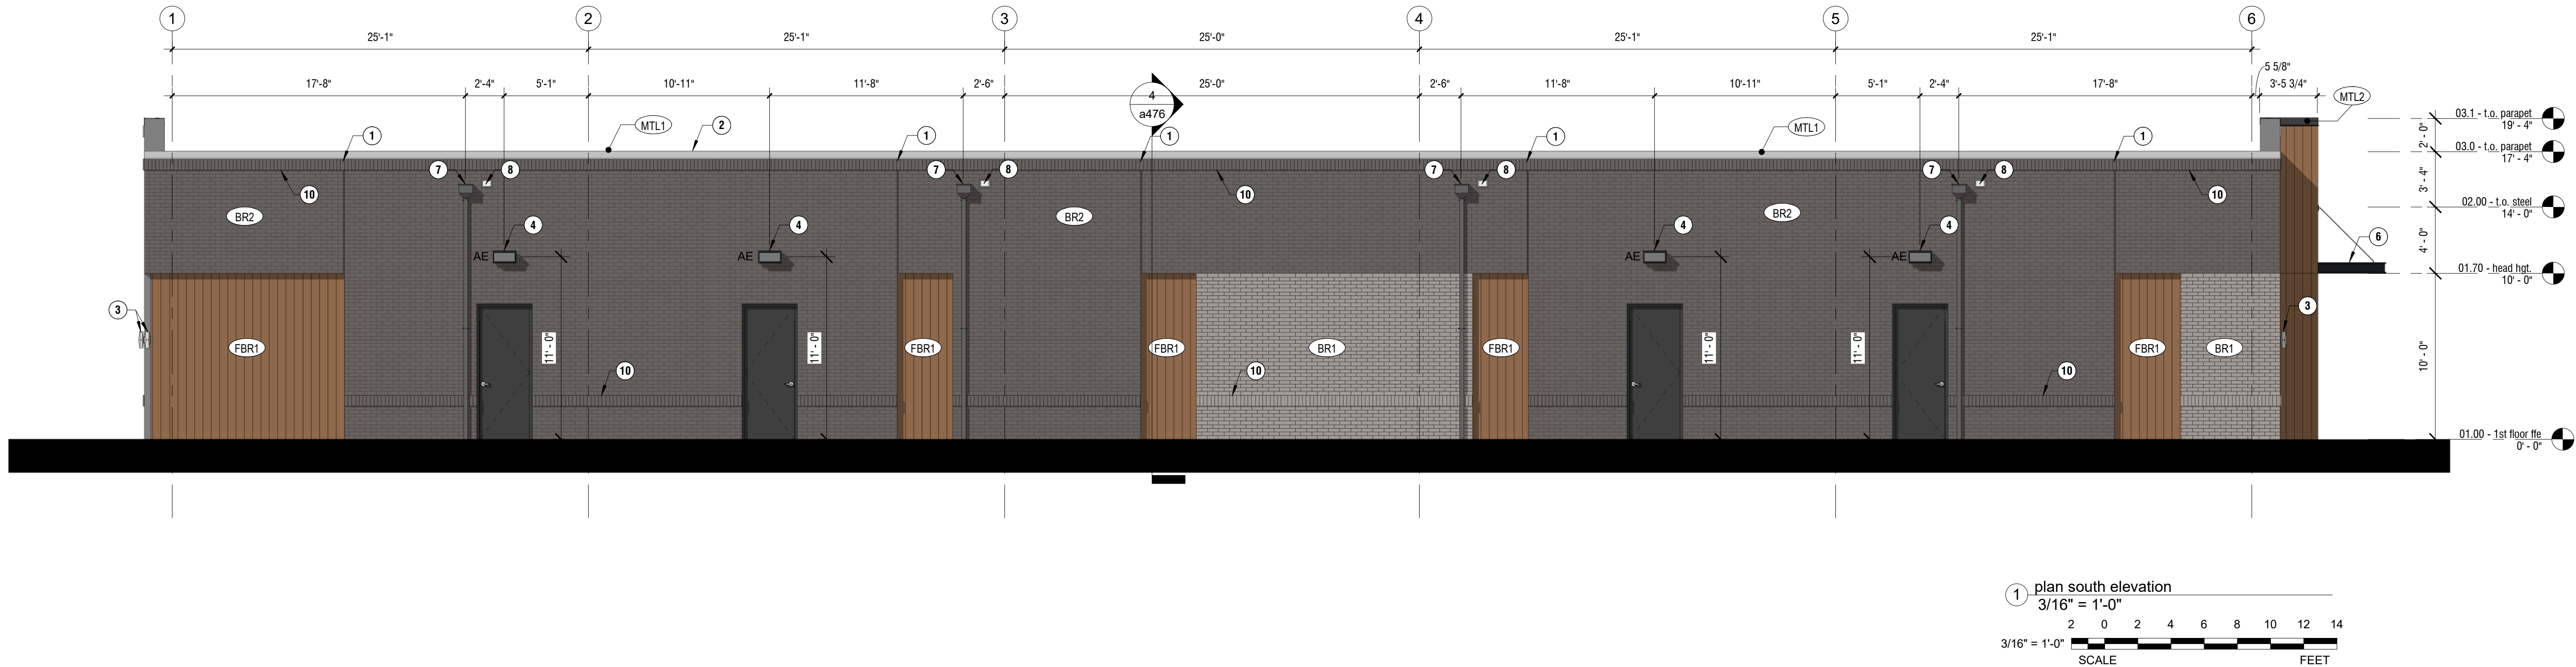 1 2 3 4 5 6
25'-1" 25'-1" 25'-0" 25'-1" 25'-1"
5 5/8"
17'-8" 2'-4" 5'-1" 10'-11" 11'-8" 2'-6" 25'-0" 2'-6" 11'-8" 10'-11" 5'-1" 2'-4" 17'-8" 3'-5 3/4"
4
a476
MTL2
MTL1 2 MTL1
1 1 1 1 1
03.1 - t.o. parapet
19' - 4"
2' - 0"
03.0 - t.o. parapet
17' - 4"
7 8 7 8 7 8 7 8
10 10 10
3' - 4"
BR2 BR2 BR2
02.00 - t.o. steel
14' - 0"
4 4 4 4
6
4' - 0"
AE AE AE AE
01.70 - head hgt.
10' - 0"
3 3
FBR1 11' - 0" 11' - 0" FBR1 FBR1 BR1 FBR1 11' - 0" 11' - 0" FBR1 BR1
10' - 0"
10 10 10
01.00 - 1st floor ffe
0' - 0"
1 plan south elevation
3/16" = 1'-0"
2 0 2 4 6 8 10 12 14
3/16" = 1'-0"
SCALE FEET